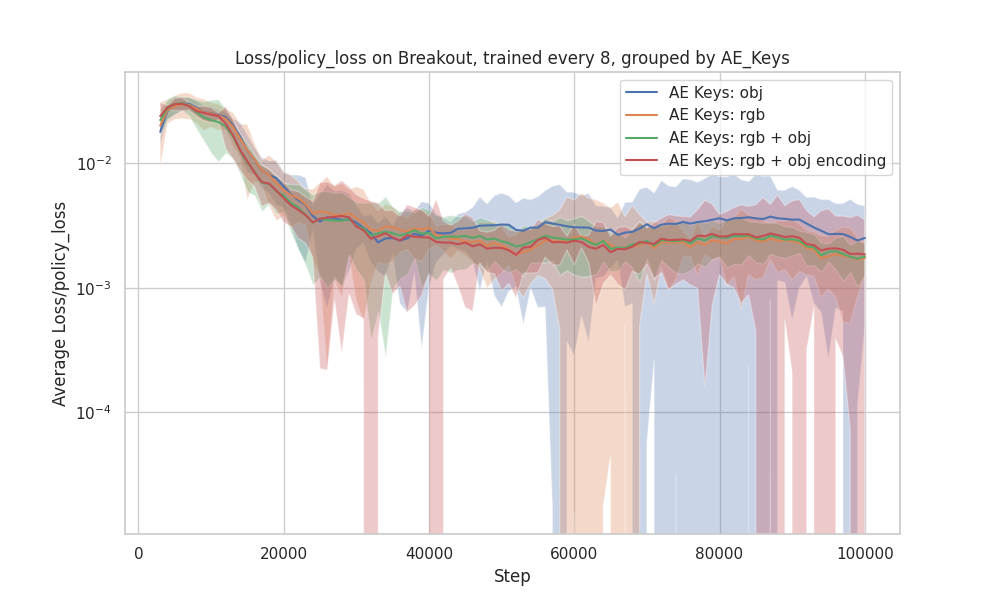 Loss/policy_loss on Breakout, trained every 8, grouped by AE_Keys
AE Keys: obj
AE Keys: rgb
AE Keys: rgb + obj
AE Keys: rgb + obj encoding
Average Loss/policy_loss
10⁻²
10⁻³
10⁻⁴
0 20000 40000 60000 80000 100000
Step